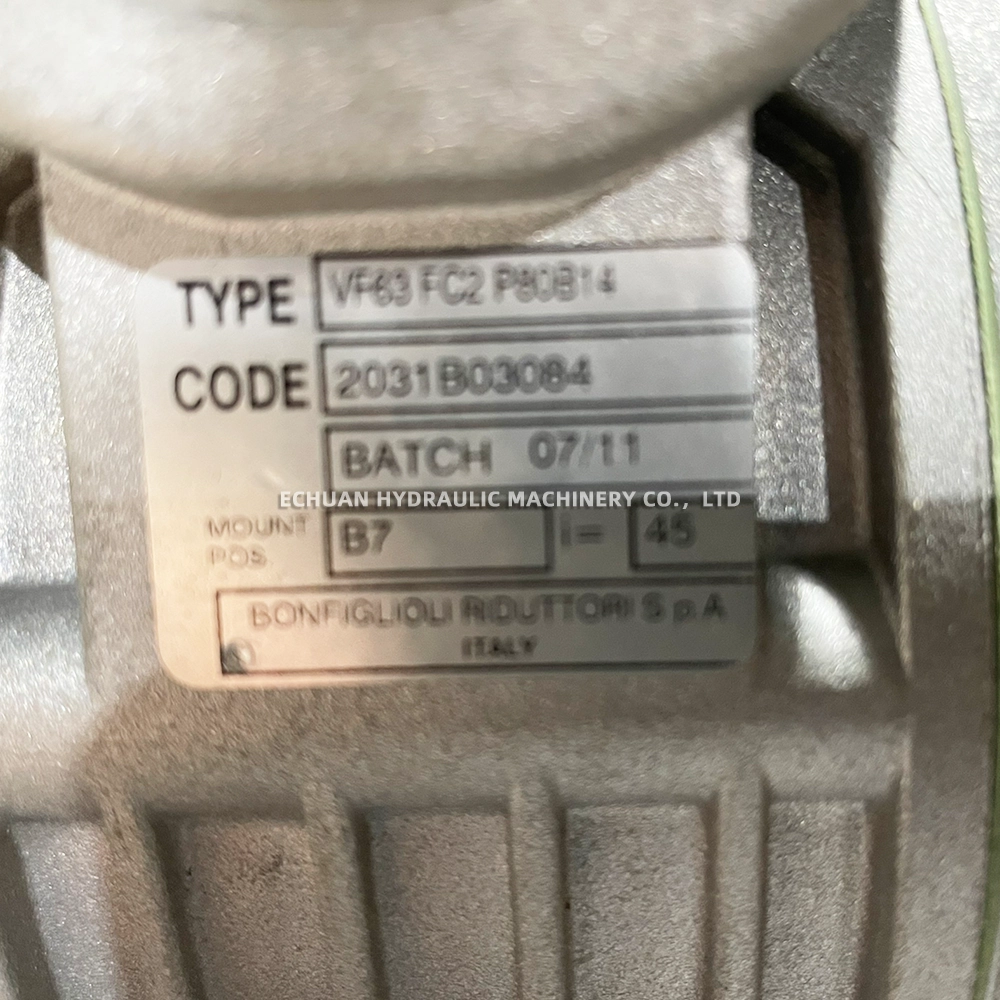 TYPE VF63 FC2 P80B14
CODE 2031B03084
BATCH 07/11
ECHUAN HYDRAULIC MACHINERY CO., LTD
MOUNT POS. B7 i= 45
BONFIGLIOLI RIDUTTORI S.p.A
ITALY